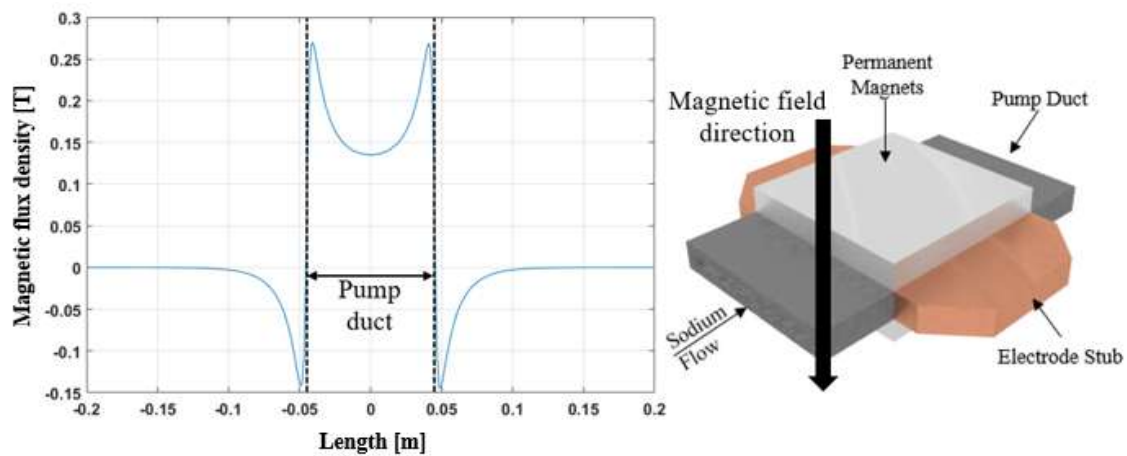 0.3
0.25
0.2
0.15
0.1
0.05
0
-0.05
-0.1
-0.15
Magnetic flux density [T]
-0.2
-0.15
-0.1
-0.05
0
0.05
0.1
0.15
0.2
Length [m]
Pump
duct
Magnetic field
direction
Permanent
Magnets
Pump Duct
Sodium
Flow
Electrode Stub